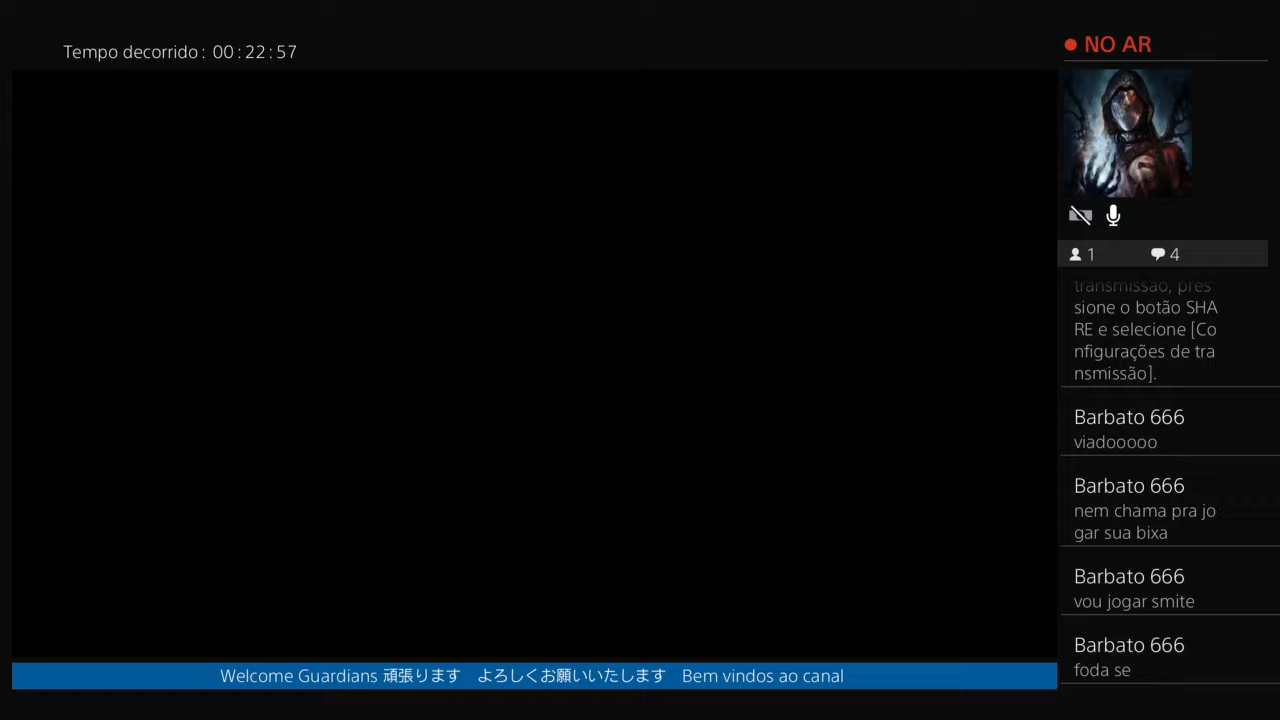 Tempo decorrido: 00:22:57
NO AR
1
4
transmissão, pres
sione o botão SHA
RE e selecione [Co
nfigurações de tra
nsmissão].
Barbato 666
viadooooo
Barbato 666
nem chama pra jo
gar sua bixa
Barbato 666
vou jogar smite
Barbato 666
foda se
Welcome Guardians 頑張ります　よろしくお願いいたします　Bem vindos ao canal